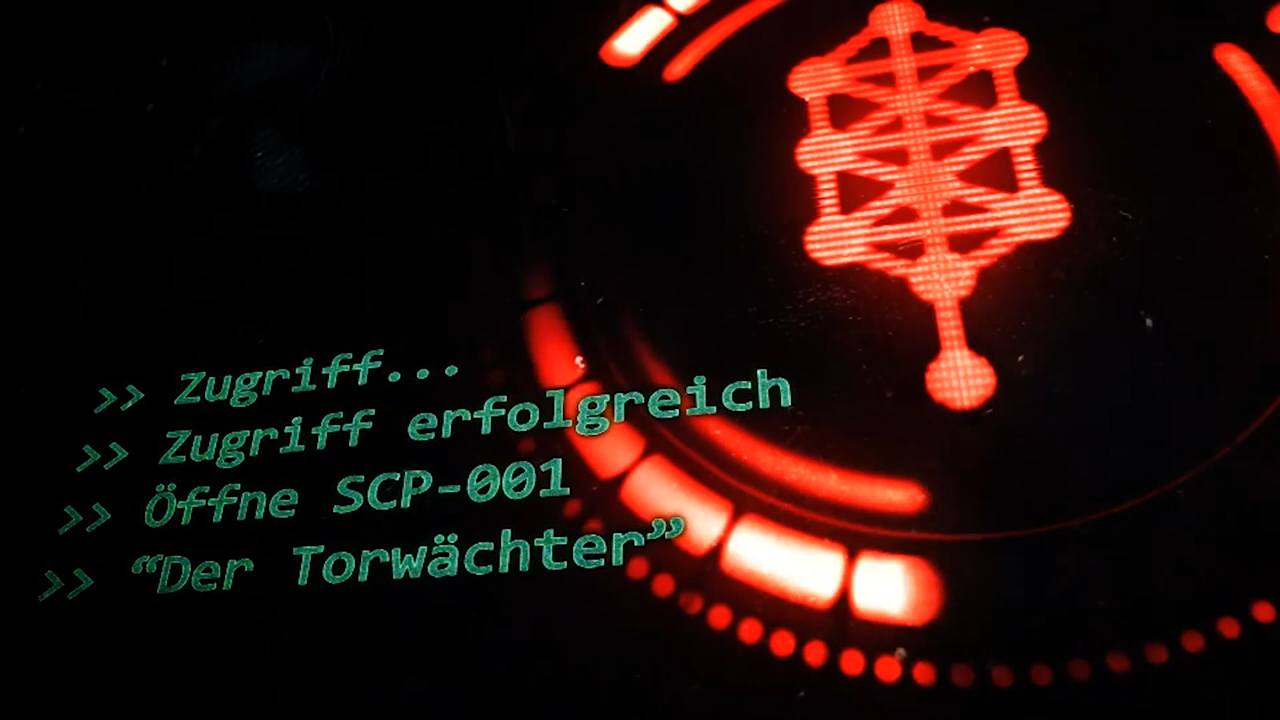 >> Zugriff...
>> Zugriff erfolgreich
>> Öffne SCP-001
>> “Der Torwächter”